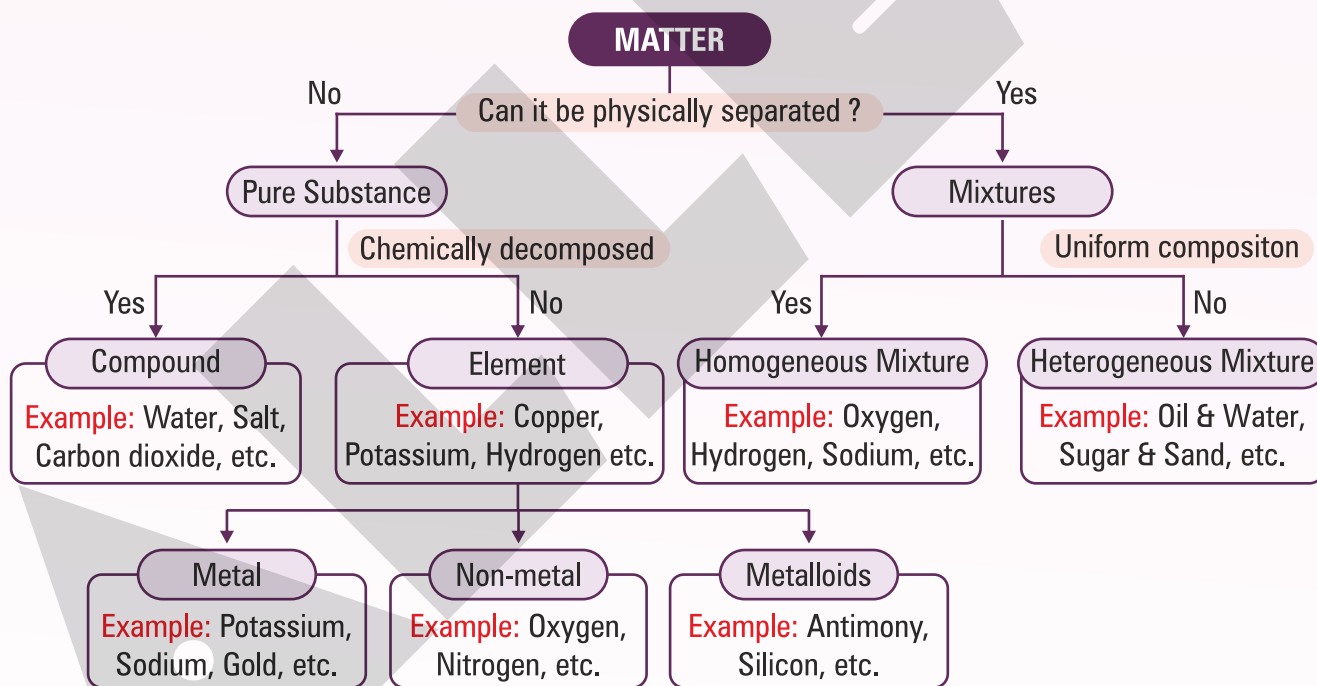 MATTER
No
Can it be physically separated ?
Yes
Pure Substance
Mixtures
Chemically decomposed
Uniform compositon
Yes
No
Yes
No
Compound
Element
Homogeneous Mixture
Heterogeneous Mixture
Example: Water, Salt,
Carbon dioxide, etc.
Example: Copper,
Potassium, Hydrogen etc.
Example: Oxygen,
Hydrogen, Sodium, etc.
Example: Oil & Water,
Sugar & Sand, etc.
Metal
Non-metal
Metalloids
Example: Potassium,
Sodium, Gold, etc.
Example: Oxygen,
Nitrogen, etc.
Example: Antimony,
Silicon, etc.